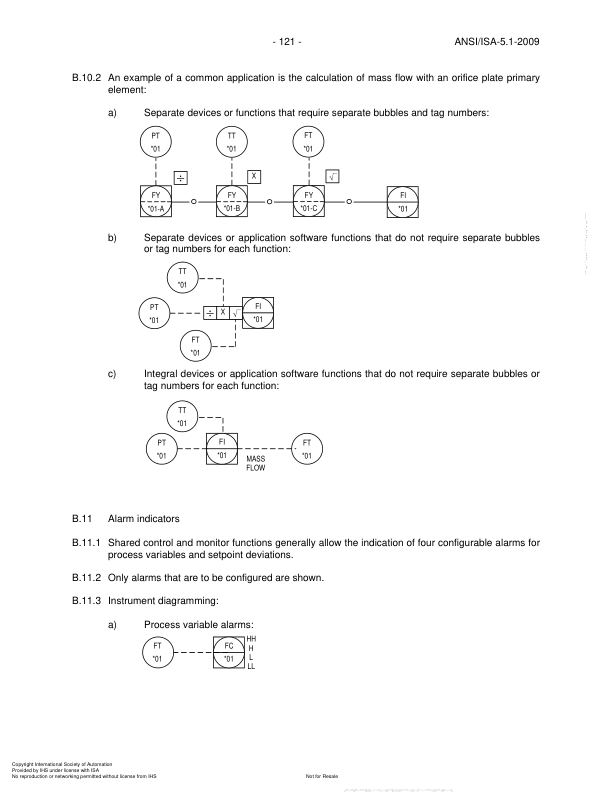 - 121 -
ANSI/ISA-5.1-2009
B.10.2 An example of a common application is the calculation of mass flow with an orifice plate primary
element:
a) Separate devices or functions that require separate bubbles and tag numbers:
PT TT FT
*01 *01 *01
÷ X √
FY FY FY FI
*01-A *01-B *01-C *01
b) Separate devices or application software functions that do not require separate bubbles
or tag numbers for each function:
TT
*01
PT FI
÷ X √
*01 *01
FT
*01
c) Integral devices or application software functions that do not require separate bubbles or
tag numbers for each function:
TT
*01
PT FI FT
*01 *01 *01
MASS
FLOW
B.11 Alarm indicators
B.11.1 Shared control and monitor functions generally allow the indication of four configurable alarms for
process variables and setpoint deviations.
B.11.2 Only alarms that are to be configured are shown.
B.11.3 Instrument diagramming:
a) Process variable alarms:
HH
FT FC H
*01 *01 L
LL
Copyright International Society of Automation
Provided by IHS under license with ISA
No reproduction or networking permitted without license from IHS
Not for Resale